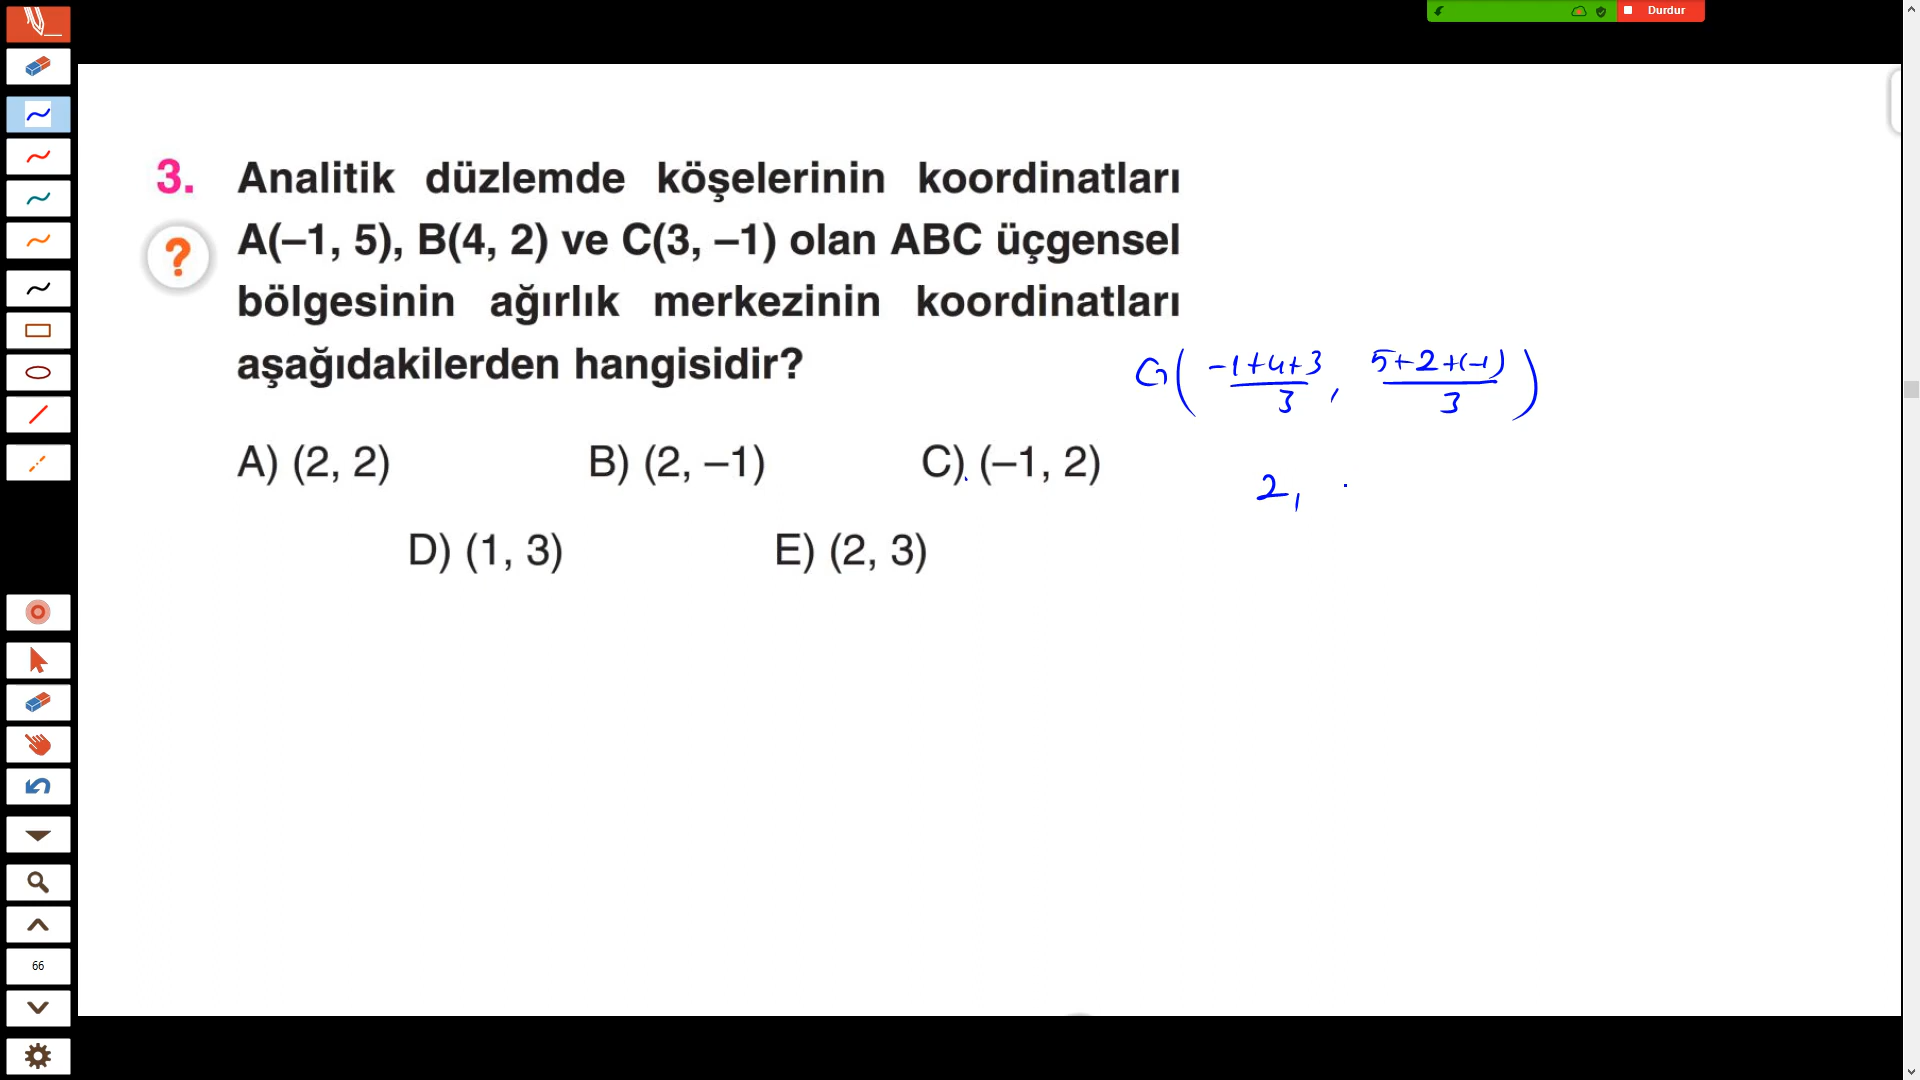 Durdur
3. Analitik düzlemde köşelerinin koordinatları
? A(–1, 5), B(4, 2) ve C(3, –1) olan ABC üçgensel
bölgesinin ağırlık merkezinin koordinatları
aşağıdakilerden hangisidir?
G( (-1+4+3)/3 , (5+2+(-1))/3 )
A) (2, 2) B) (2, –1) C) (–1, 2)
2,
D) (1, 3) E) (2, 3)
66